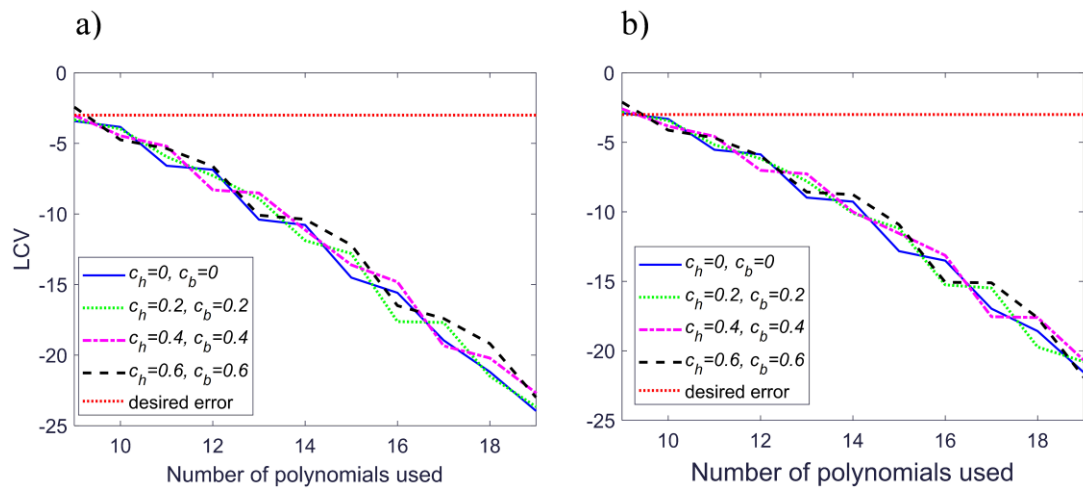 a)
0
-5
-10
-15
-20
-25
LCV
c_h=0, c_b=0
c_h=0.2, c_b=0.2
c_h=0.4, c_b=0.4
c_h=0.6, c_b=0.6
desired error
10 12 14 16 18
Number of polynomials used
b)
0
-5
-10
-15
-20
-25
c_h=0, c_b=0
c_h=0.2, c_b=0.2
c_h=0.4, c_b=0.4
c_h=0.6, c_b=0.6
desired error
10 12 14 16 18
Number of polynomials used